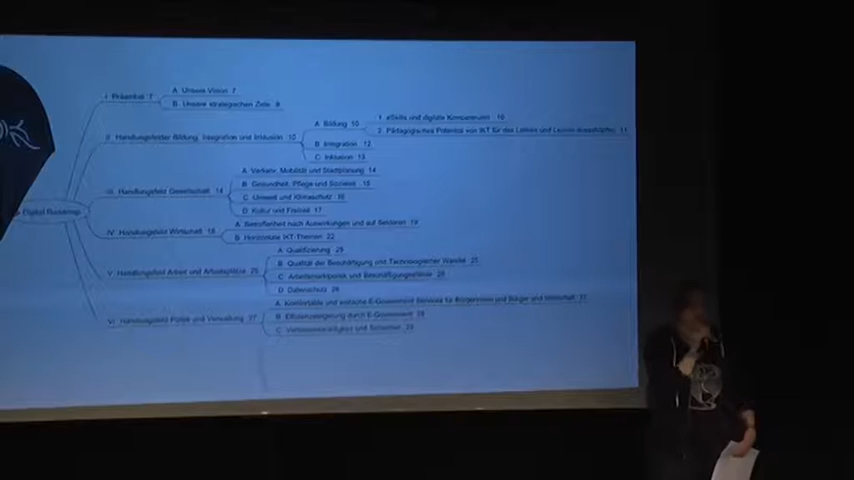 Digital Roadmap
I Präambel 7
A Unsere Vision 7
B Unsere strategischen Ziele 8
II Handlungsfelder Bildung, Integration und Inklusion 10
A Bildung 10
1 eSkills und digitale Kompetenzen 10
2 Pädagogisches Potential von IKT für das Lehren und Lernen ausschöpfen 11
B Integration 12
C Inklusion 13
III Handlungsfeld Gesellschaft 14
A Verkehr, Mobilität und Stadtplanung 14
B Gesundheit, Pflege und Soziales 15
C Umwelt und Klimaschutz 16
D Kultur und Freizeit 17
IV Handlungsfeld Wirtschaft 18
A Betroffenheit nach Auswirkungen und auf Sektoren 19
B Horizontale IKT-Themen 22
V Handlungsfeld Arbeit und Arbeitsplätze 25
A Qualifizierung 25
B Qualität der Beschäftigung und Technologischer Wandel 25
C Arbeitsmarktpolitik und Beschäftigungseffekte 26
D Datenschutz 26
VI Handlungsfeld Politik und Verwaltung 27
A Komfortable und einfache E-Government Services für Bürgerinnen und Bürger und Wirtschaft
B Effizienzsteigerung durch E-Government 28
C Vertrauenswürdigkeit und Sicherheit 29